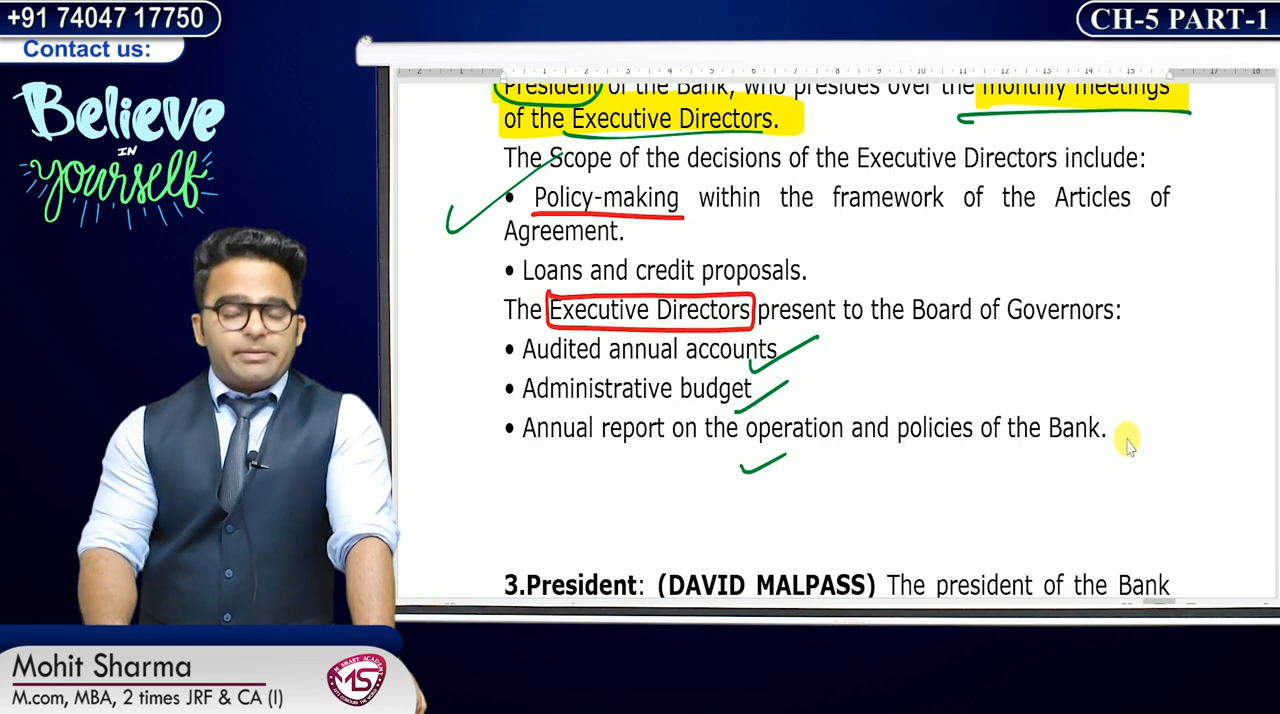 +91 74047 17750
Contact us:
CH-5 PART-1
Believe
IN
yourself
President of the Bank, who presides over the monthly meetings
of the Executive Directors.
The Scope of the decisions of the Executive Directors include:
• Policy-making within the framework of the Articles of
Agreement.
• Loans and credit proposals.
The Executive Directors present to the Board of Governors:
• Audited annual accounts
• Administrative budget
• Annual report on the operation and policies of the Bank.
3.President: (DAVID MALPASS) The president of the Bank
Mohit Sharma
M.com, MBA, 2 times JRF & CA (I)
M SMART ACADEMY
MS